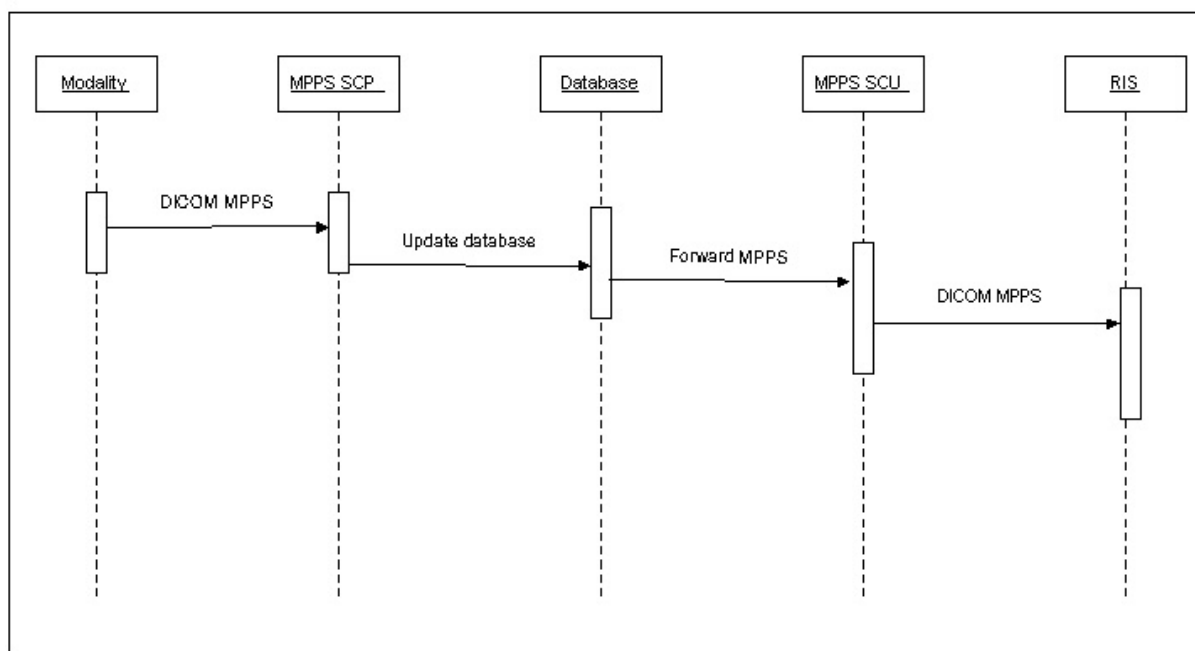 Modality
MPPS SCP
Database
MPPS SCU
RIS
DICOM MPPS
Update database
Forward MPPS
DICOM MPPS